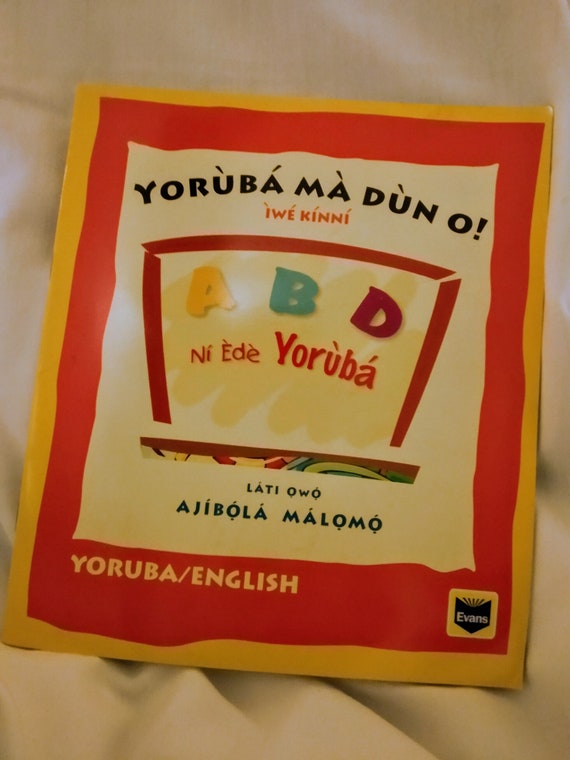 YORÙBÁ MÀ DÙN O!
ÌWÉ KÍNNÍ
A B D
Ní Èdè Yorùbá
LÁTI ỌWỌ́
AJÍBỌ́LÁ MÁLỌMỌ́
YORUBA/ENGLISH
Evans